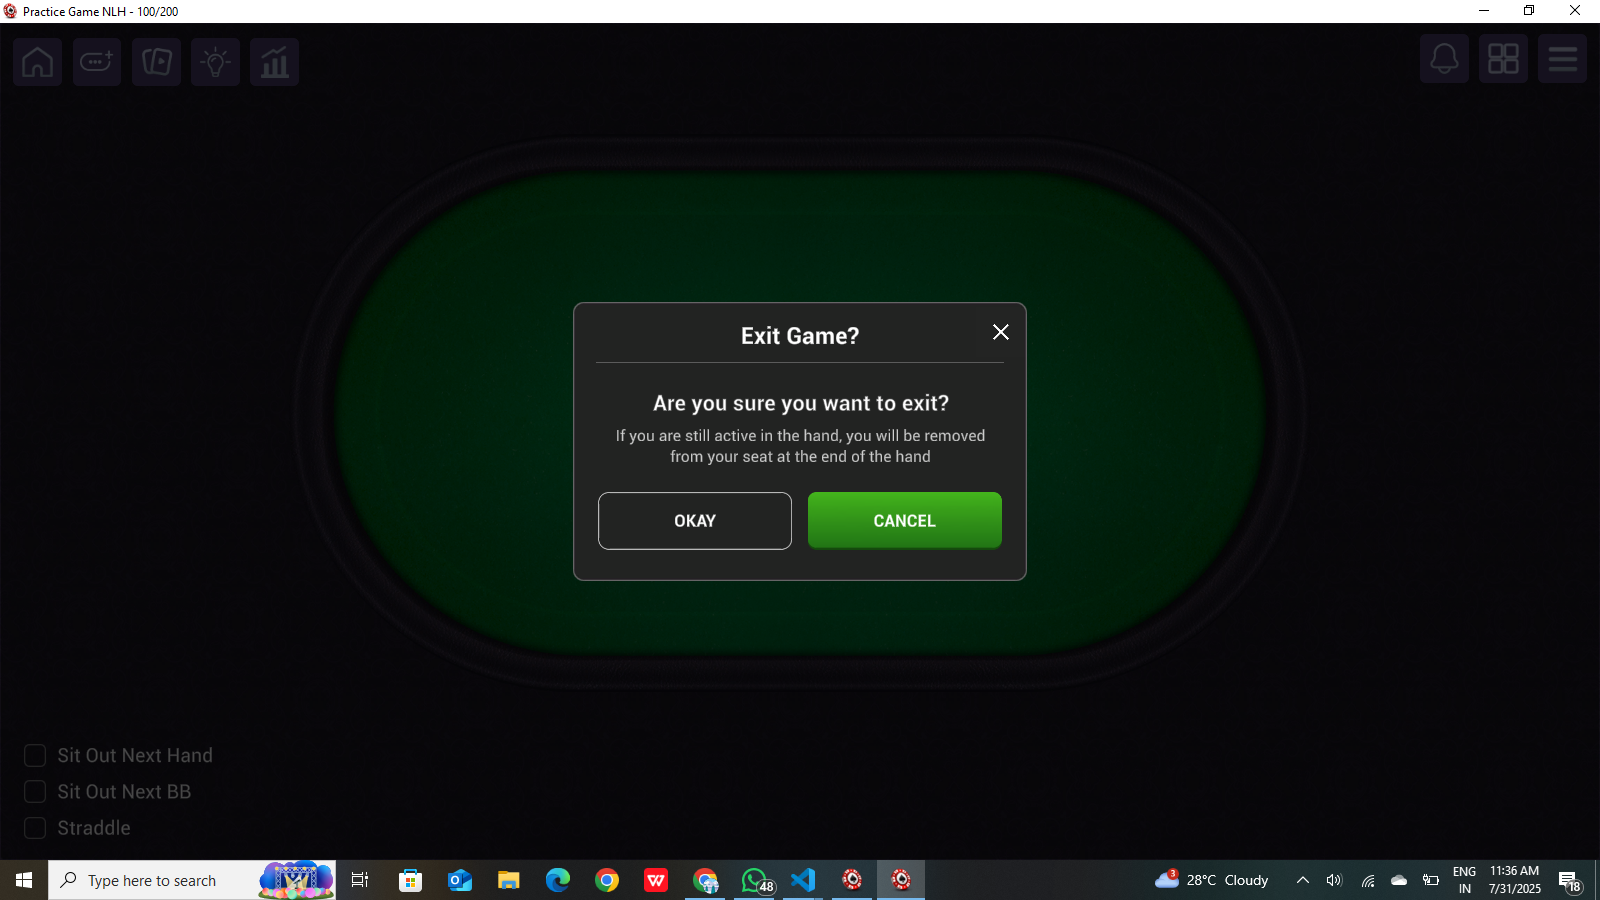 Practice Game NLH - 100/200
Exit Game?
Are you sure you want to exit?
If you are still active in the hand, you will be removed
from your seat at the end of the hand
OKAY
CANCEL
Sit Out Next Hand
Sit Out Next BB
Straddle
Type here to search
W
48
3
28°C Cloudy
ENG
IN
11:36 AM
7/31/2025
18